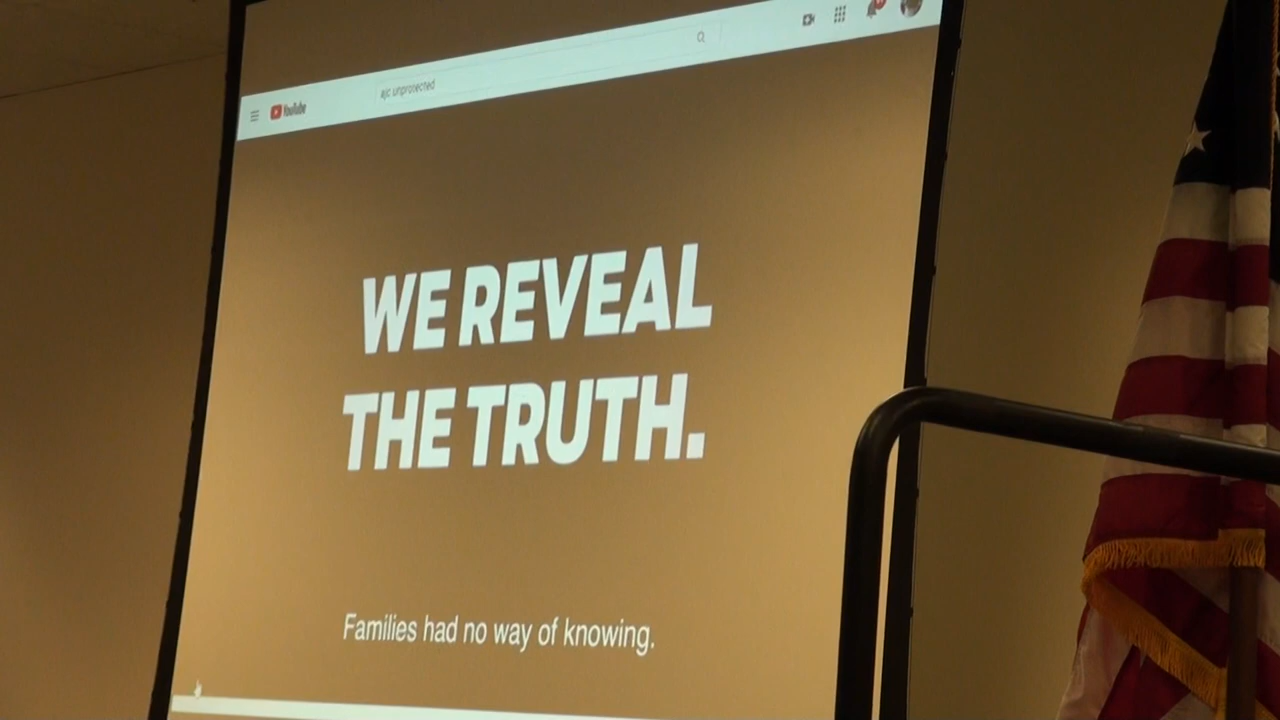 YouTube
ajc unprotected
WE REVEAL
THE TRUTH.
Families had no way of knowing.